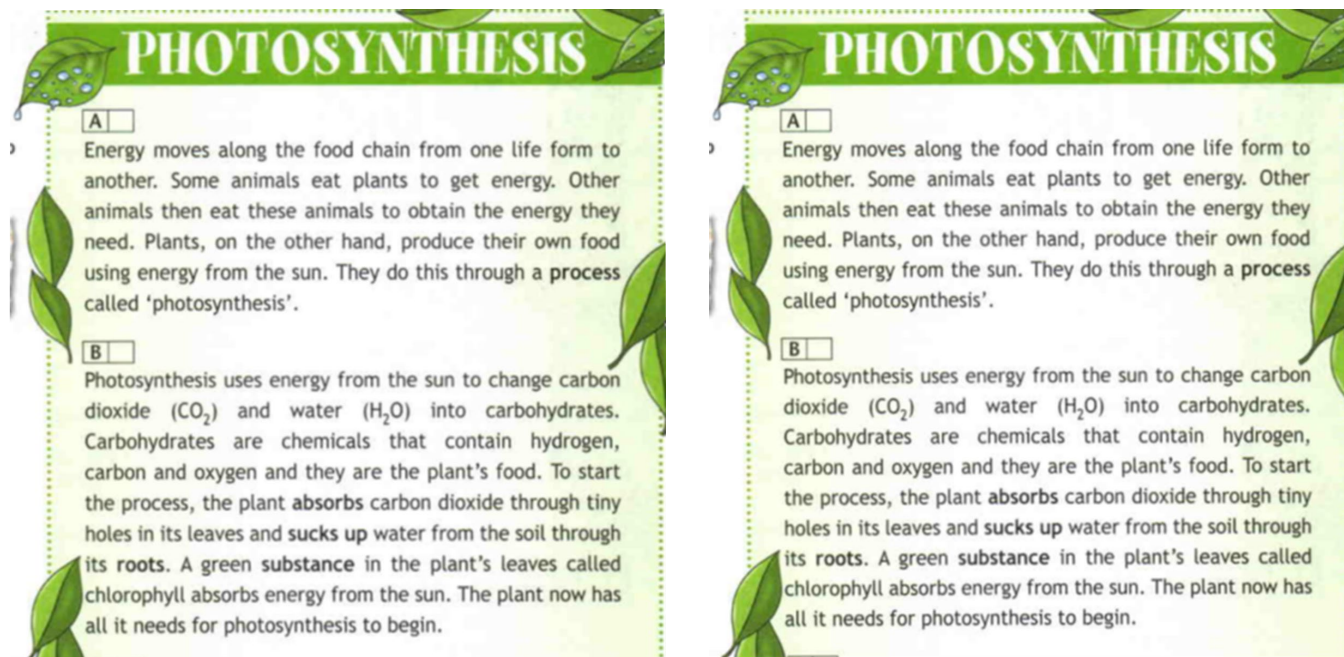 PHOTOSYNTHESIS
A
Energy moves along the food chain from one life form to
another. Some animals eat plants to get energy. Other
animals then eat these animals to obtain the energy they
need. Plants, on the other hand, produce their own food
using energy from the sun. They do this through a process
called ‘photosynthesis’.
B
Photosynthesis uses energy from the sun to change carbon
dioxide (CO₂) and water (H₂O) into carbohydrates.
Carbohydrates are chemicals that contain hydrogen,
carbon and oxygen and they are the plant’s food. To start
the process, the plant absorbs carbon dioxide through tiny
holes in its leaves and sucks up water from the soil through
its roots. A green substance in the plant’s leaves called
chlorophyll absorbs energy from the sun. The plant now has
all it needs for photosynthesis to begin.
PHOTOSYNTHESIS
A
Energy moves along the food chain from one life form to
another. Some animals eat plants to get energy. Other
animals then eat these animals to obtain the energy they
need. Plants, on the other hand, produce their own food
using energy from the sun. They do this through a process
called ‘photosynthesis’.
B
Photosynthesis uses energy from the sun to change carbon
dioxide (CO₂) and water (H₂O) into carbohydrates.
Carbohydrates are chemicals that contain hydrogen,
carbon and oxygen and they are the plant’s food. To start
the process, the plant absorbs carbon dioxide through tiny
holes in its leaves and sucks up water from the soil through
its roots. A green substance in the plant’s leaves called
chlorophyll absorbs energy from the sun. The plant now has
all it needs for photosynthesis to begin.